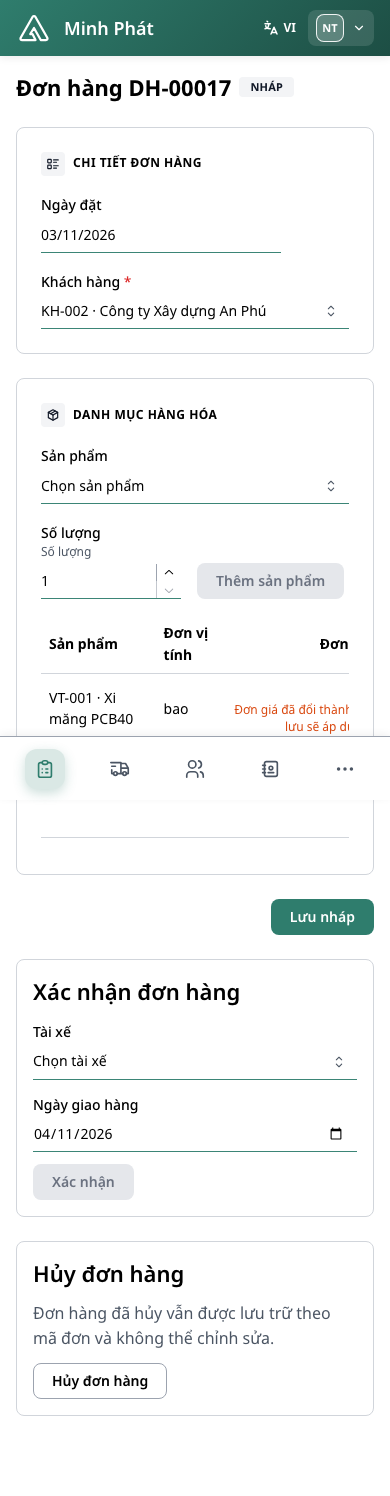 Minh Phát
VI
NT
Đơn hàng DH-00017
NHÁP
CHI TIẾT ĐƠN HÀNG
Ngày đặt
03/11/2026
Khách hàng *
KH-002 · Công ty Xây dựng An Phú
DANH MỤC HÀNG HÓA
Sản phẩm
Chọn sản phẩm
Số lượng
Số lượng
1
Thêm sản phẩm
Sản phẩm
Đơn vị
tính
Đơn
VT-001 · Xi
măng PCB40
bao
Đơn giá đã đổi thành
lưu sẽ áp
Lưu nháp
Xác nhận đơn hàng
Tài xế
Chọn tài xế
Ngày giao hàng
04/11/2026
Xác nhận
Hủy đơn hàng
Đơn hàng đã hủy vẫn được lưu trữ theo
mã đơn và không thể chỉnh sửa.
Hủy đơn hàng